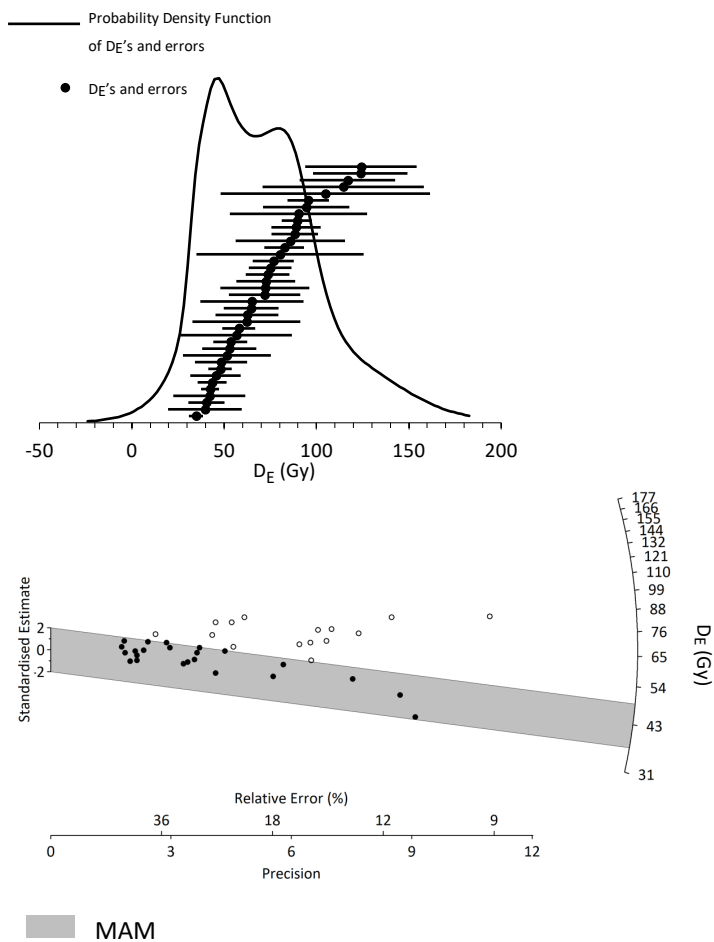 Probability Density Function
of DE's and errors
DE's and errors
-50 0 50 100 150 200
DE (Gy)
177
166
155
144
132
121
110
99
88
76
65
54
43
31
DE (Gy)
Standardised Estimate
2
0
-2
Relative Error (%)
36 18 12 9
0 3 6 9 12
Precision
MAM